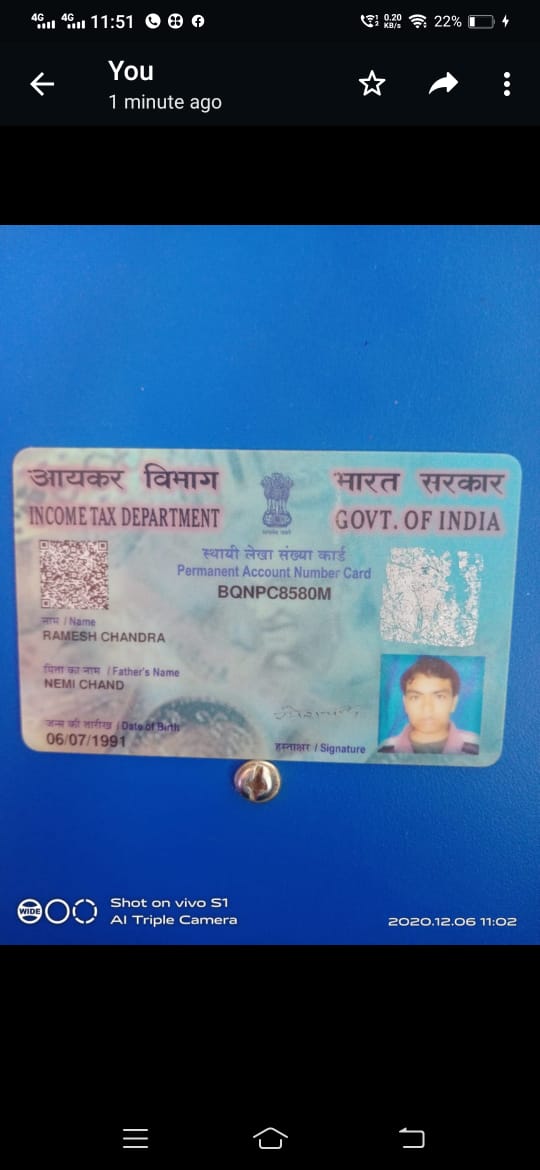 4G 4G 11:51 0.20 KB/s 22%
You
1 minute ago
आयकर विभाग
INCOME TAX DEPARTMENT
भारत सरकार
GOVT. OF INDIA
स्थायी लेखा संख्या कार्ड
Permanent Account Number Card
BQNPC8580M
नाम / Name
RAMESH CHANDRA
पिता का नाम / Father's Name
NEMI CHAND
जन्म की तारीख / Date of Birth
06/07/1991
हस्ताक्षर / Signature
WIDE
Shot on vivo S1
AI Triple Camera
2020.12.06 11:02